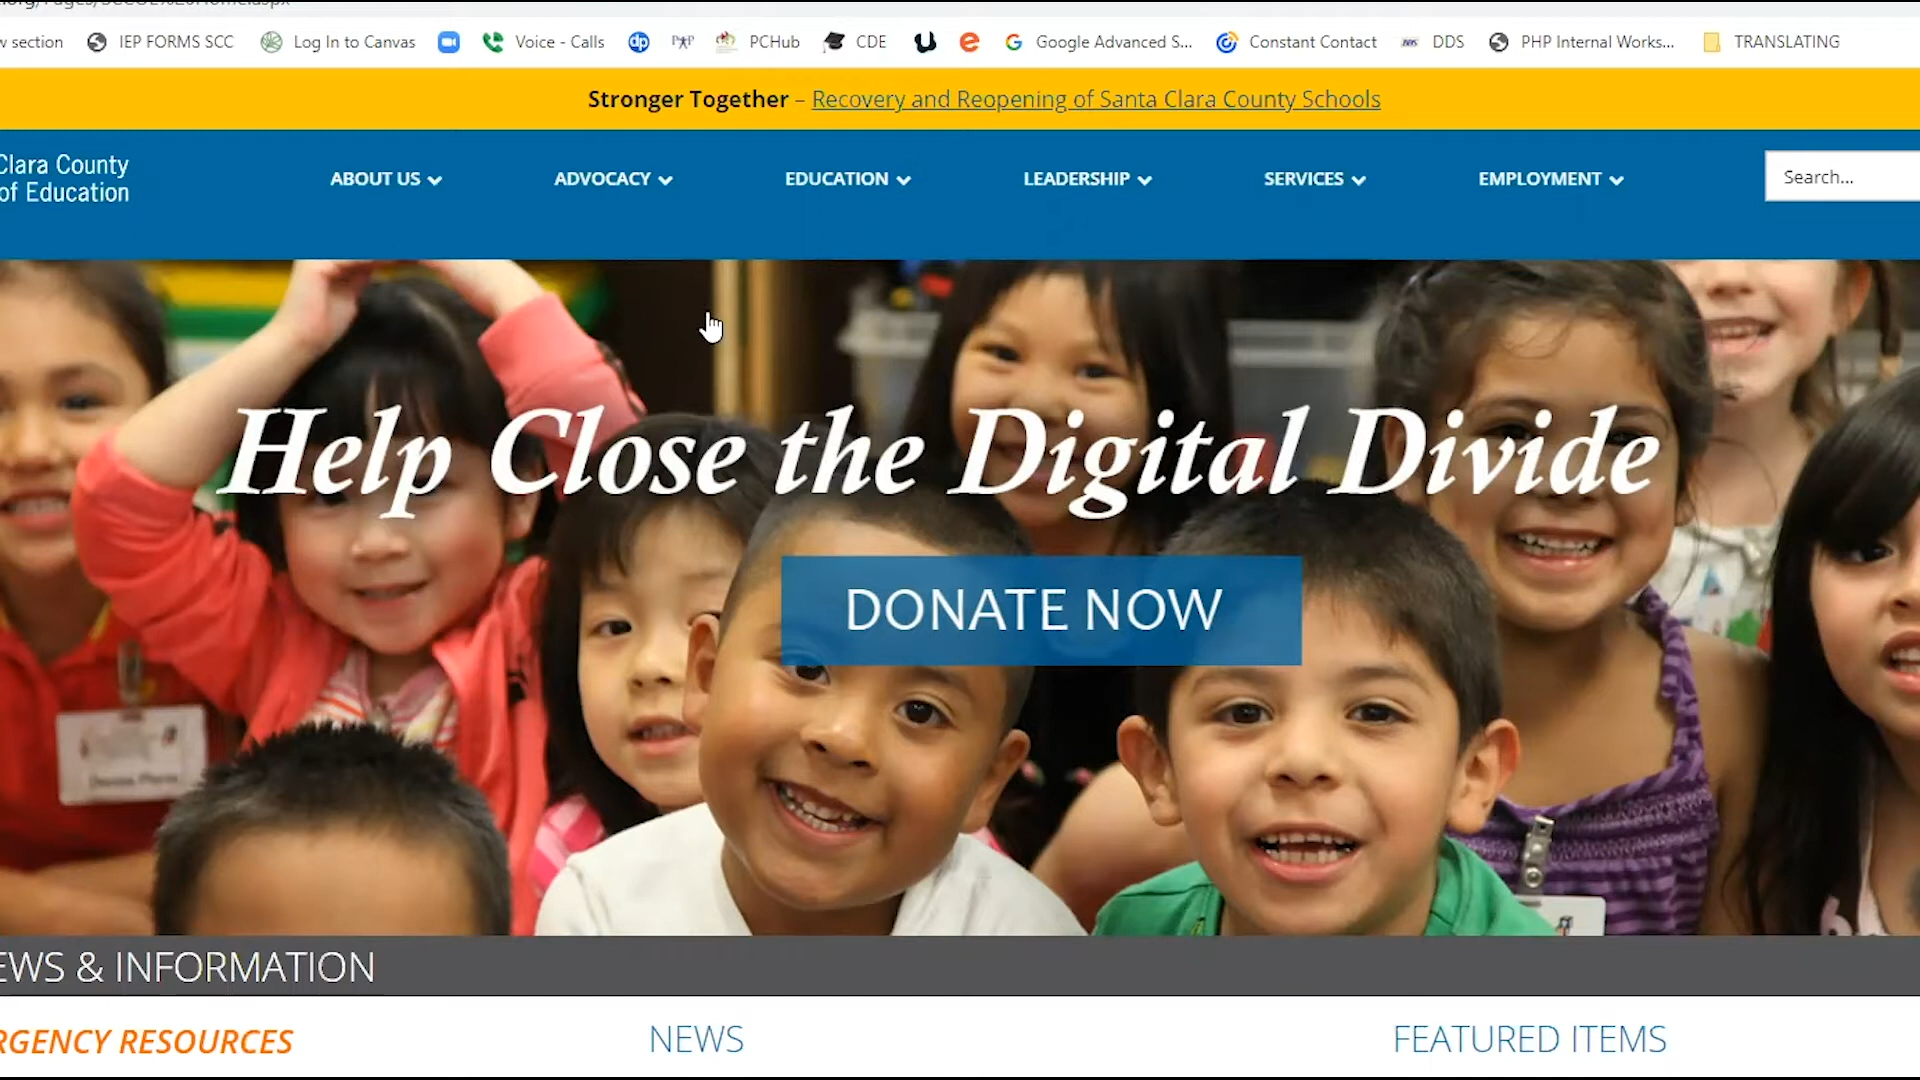 w section IEP FORMS SCC Log In to Canvas Voice - Calls dp PHP PCHub CDE Google Advanced S... Constant Contact DDS PHP Internal Works... TRANSLATING
Stronger Together – Recovery and Reopening of Santa Clara County Schools
Clara County
of Education
ABOUT US ADVOCACY EDUCATION LEADERSHIP SERVICES EMPLOYMENT Search...
Help Close the Digital Divide
DONATE NOW
EWS & INFORMATION
RGENCY RESOURCES NEWS FEATURED ITEMS